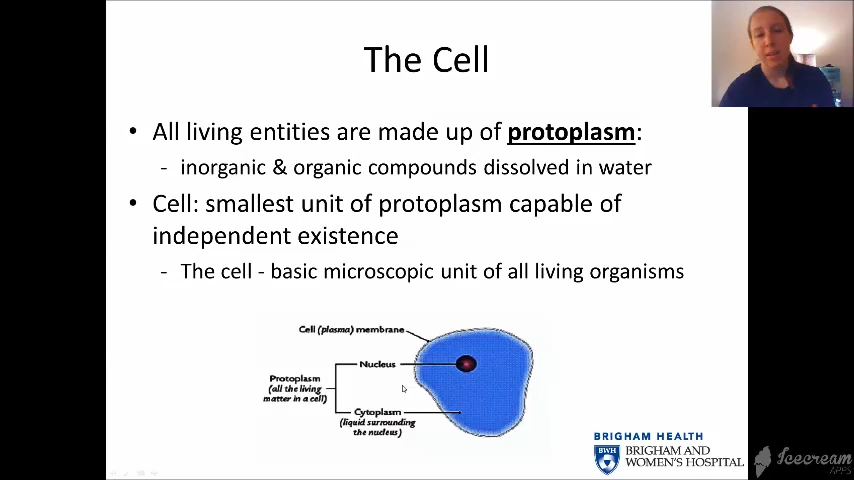 The Cell
• All living entities are made up of protoplasm:
- inorganic & organic compounds dissolved in water
• Cell: smallest unit of protoplasm capable of
independent existence
- The cell - basic microscopic unit of all living organisms
Cell (plasma) membrane
Nucleus
Protoplasm
(all the living
matter in a cell)
Cytoplasm
(liquid surrounding
the nucleus)
BRIGHAM HEALTH
BWH
BRIGHAM AND
WOMEN'S HOSPITAL
Icecream
APPS